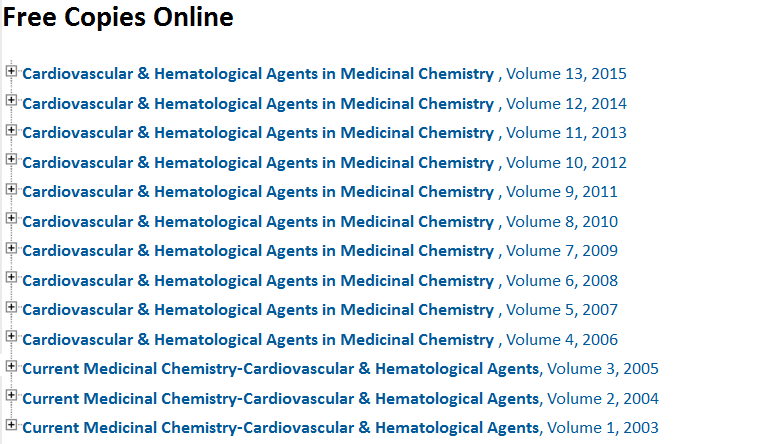 Free Copies Online
Cardiovascular & Hematological Agents in Medicinal Chemistry , Volume 13, 2015
Cardiovascular & Hematological Agents in Medicinal Chemistry , Volume 12, 2014
Cardiovascular & Hematological Agents in Medicinal Chemistry , Volume 11, 2013
Cardiovascular & Hematological Agents in Medicinal Chemistry , Volume 10, 2012
Cardiovascular & Hematological Agents in Medicinal Chemistry , Volume 9, 2011
Cardiovascular & Hematological Agents in Medicinal Chemistry , Volume 8, 2010
Cardiovascular & Hematological Agents in Medicinal Chemistry , Volume 7, 2009
Cardiovascular & Hematological Agents in Medicinal Chemistry , Volume 6, 2008
Cardiovascular & Hematological Agents in Medicinal Chemistry , Volume 5, 2007
Cardiovascular & Hematological Agents in Medicinal Chemistry , Volume 4, 2006
Current Medicinal Chemistry-Cardiovascular & Hematological Agents, Volume 3, 2005
Current Medicinal Chemistry-Cardiovascular & Hematological Agents, Volume 2, 2004
Current Medicinal Chemistry-Cardiovascular & Hematological Agents, Volume 1, 2003